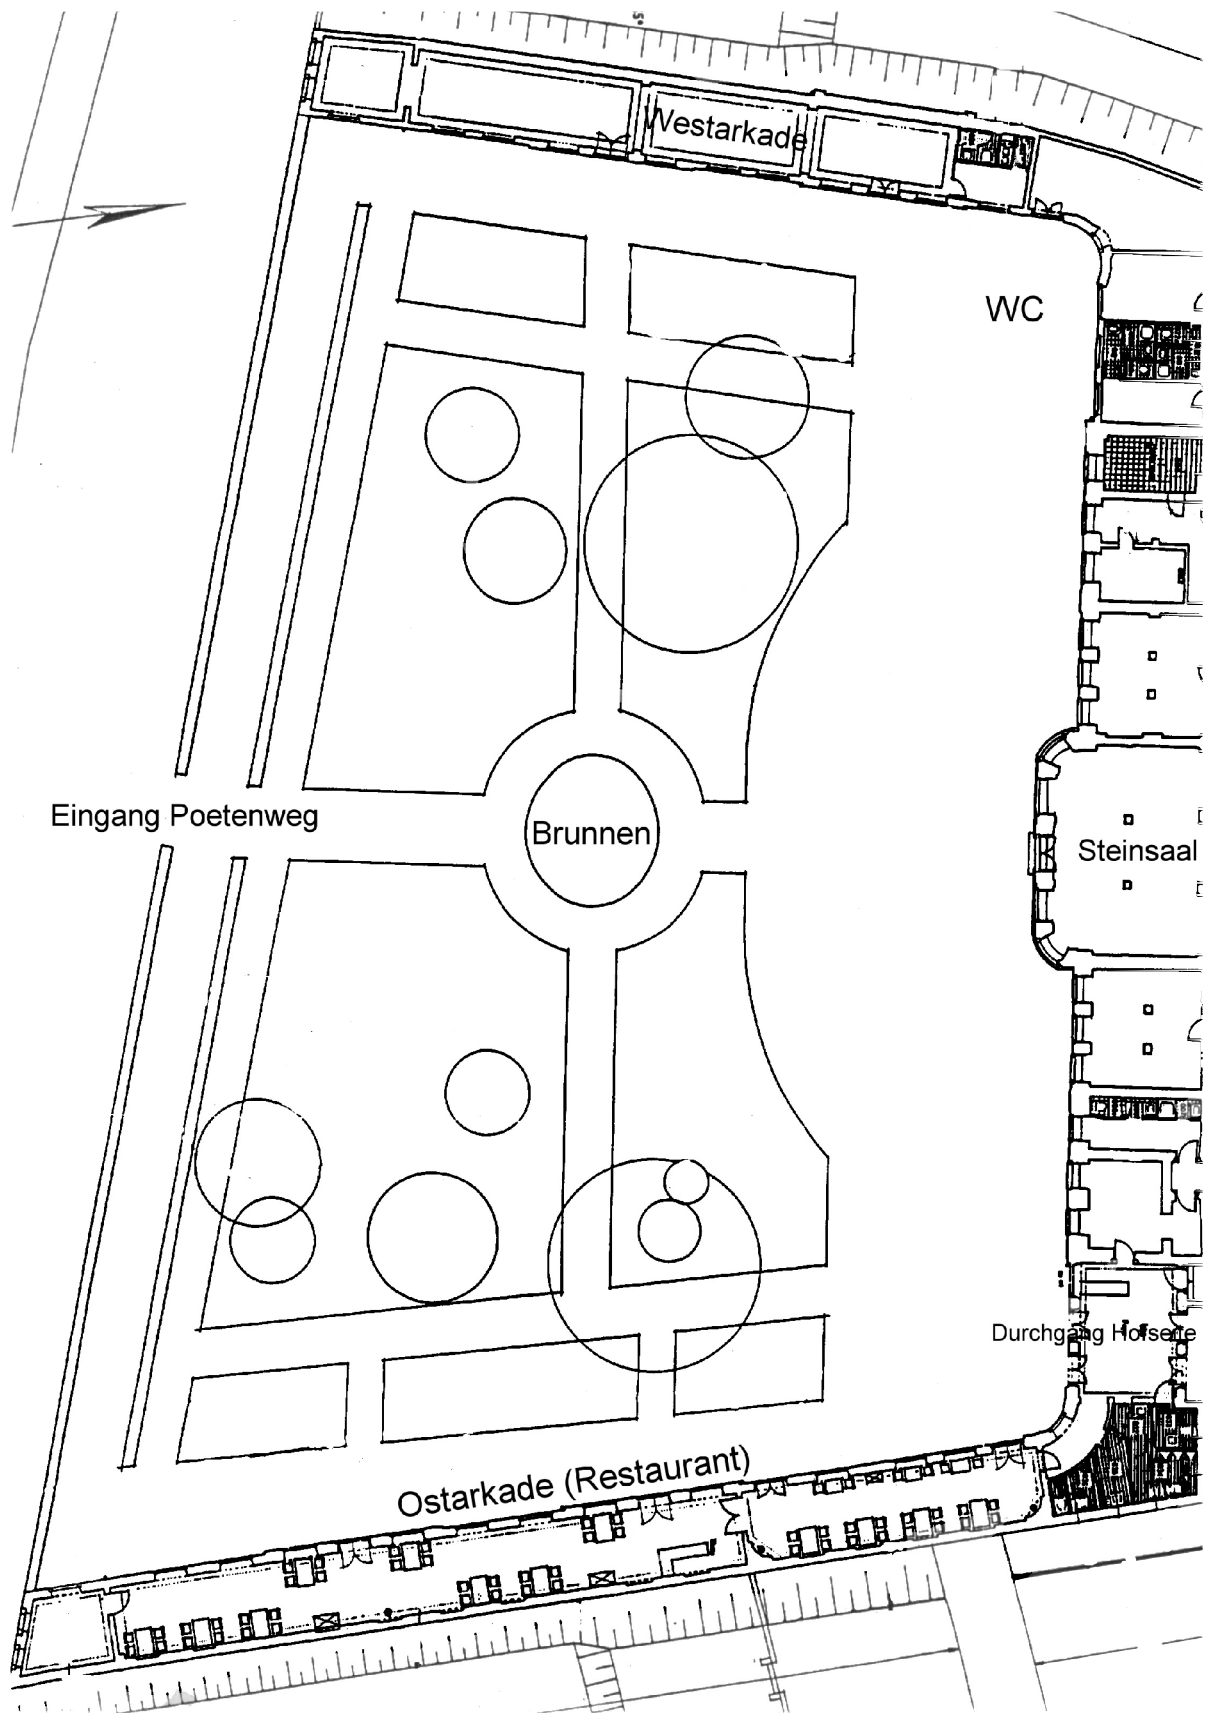 Westarkade
WC
Eingang Poetenweg
Brunnen
Steinsaal
Durchgang Hofseite
Ostarkade (Restaurant)